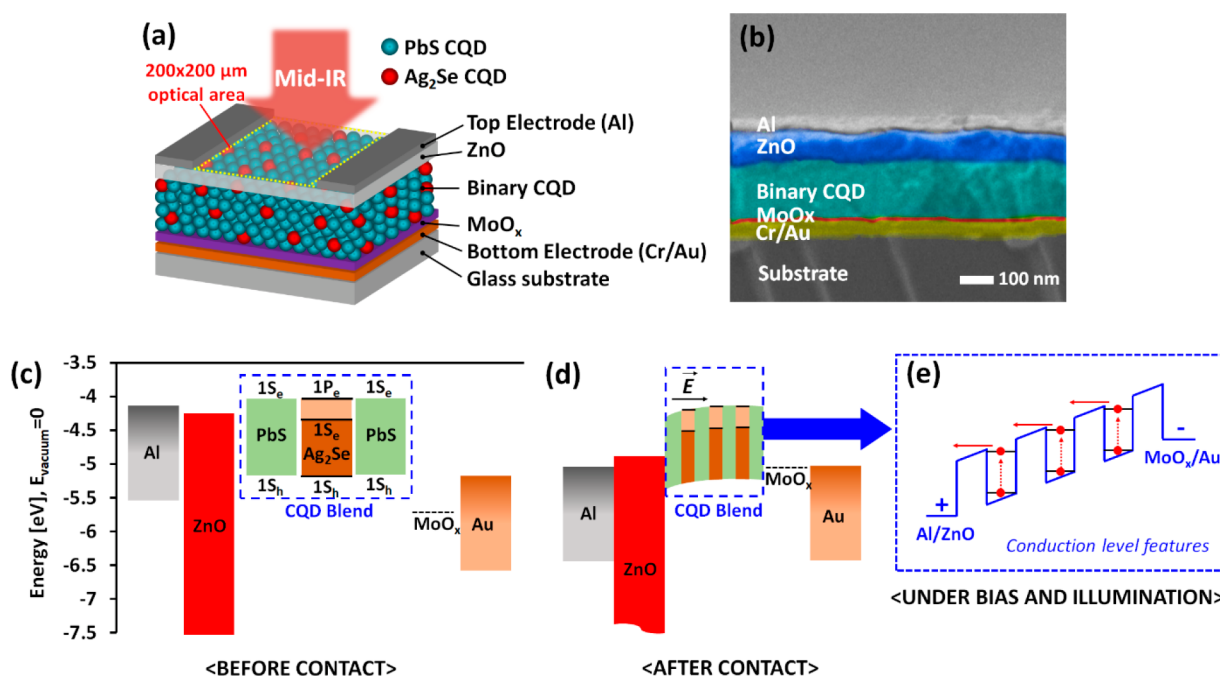 (a)
PbS CQD
Ag₂Se CQD
200x200 μm
optical area
Mid-IR
Top Electrode (Al)
ZnO
Binary CQD
MoOₓ
Bottom Electrode (Cr/Au)
Glass substrate
(b)
Al
ZnO
Binary CQD
MoOx
Cr/Au
Substrate
100 nm
(c)
Energy [eV], E_vacuum=0
-3.5
-4
-4.5
-5
-5.5
-6
-6.5
-7
-7.5
Al
ZnO
1Sₑ
1Pₑ
1Sₑ
PbS
1Sₑ
Ag₂Se
PbS
1Sₕ
1Sₕ
1Sₕ
CQD Blend
MoOₓ
Au
<BEFORE CONTACT>
(d)
E
Al
ZnO
CQD Blend
MoOₓ
Au
<AFTER CONTACT>
(e)
-
MoOₓ/Au
+
Al/ZnO
Conduction level features
<UNDER BIAS AND ILLUMINATION>